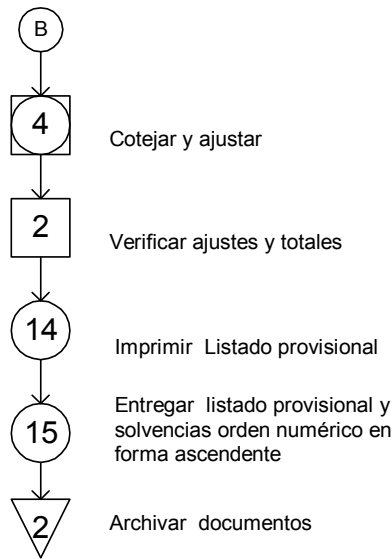 B
4
Cotejar y ajustar
2
Verificar ajustes y totales
14
Imprimir Listado provisional
15
Entregar listado provisional y
solvencias orden numérico en
forma ascendente
2
Archivar documentos